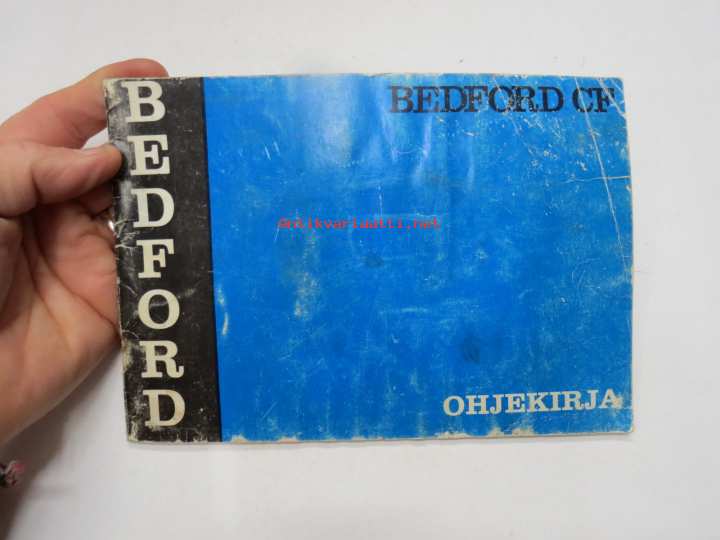 BEDFORD
BEDFORD CF
Antikvariaatti.net
OHJEKIRJA